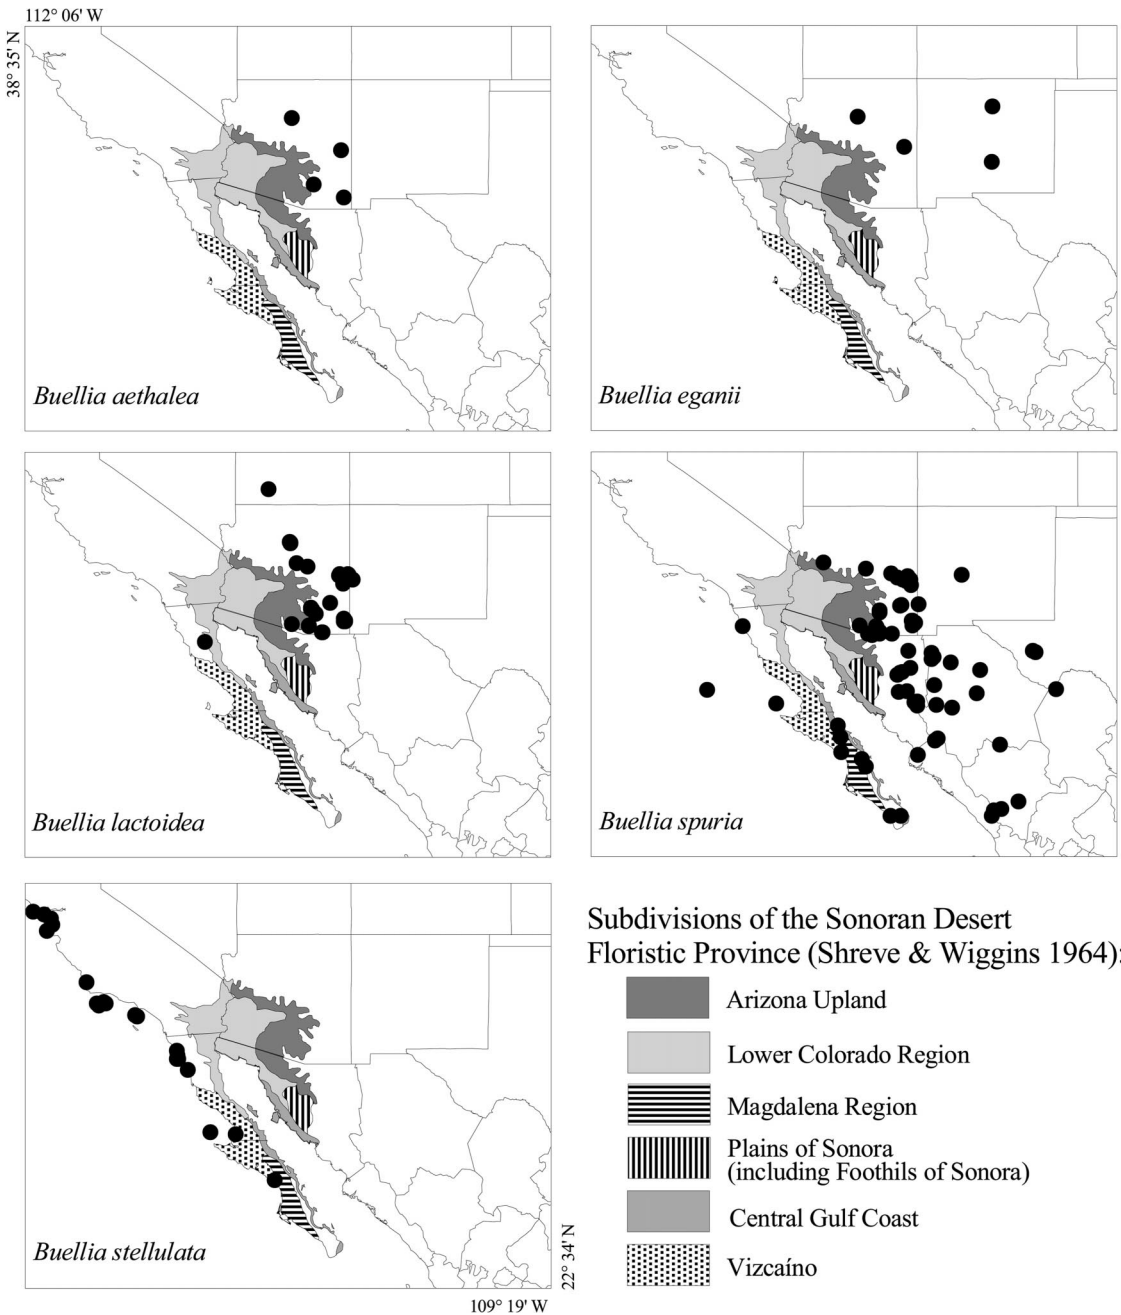 112° 06' W
38° 35' N
Buellia aethalea
Buellia eganii
Buellia lactoidea
Buellia spuria
Buellia stellulata
22° 34' N
109° 19' W
Subdivisions of the Sonoran Desert
Floristic Province (Shreve & Wiggins 1964):
Arizona Upland
Lower Colorado Region
Magdalena Region
Plains of Sonora
(including Foothils of Sonora)
Central Gulf Coast
Vizcaíno